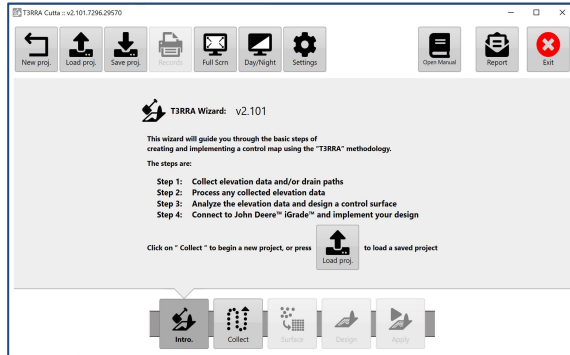 T3RRA Cutta :: v2.101.7296.29570
New proj.
Load proj.
Save proj.
Records
Full Scrn
Day/Night
Settings
Open Manual
Report
Exit
T3RRA Wizard: v2.101
This wizard will guide you through the basic steps of
creating and implementing a control map using the "T3RRA" methodology.
The steps are:
Step 1: Collect elevation data and/or drain paths
Step 2: Process any collected elevation data
Step 3: Analyze the elevation data and design a control surface
Step 4: Connect to John Deere™ iGrade™ and implement your design
Click on " Collect " to begin a new project, or press
Load proj.
to load a saved project
Intro.
Collect
Surface
Design
Apply